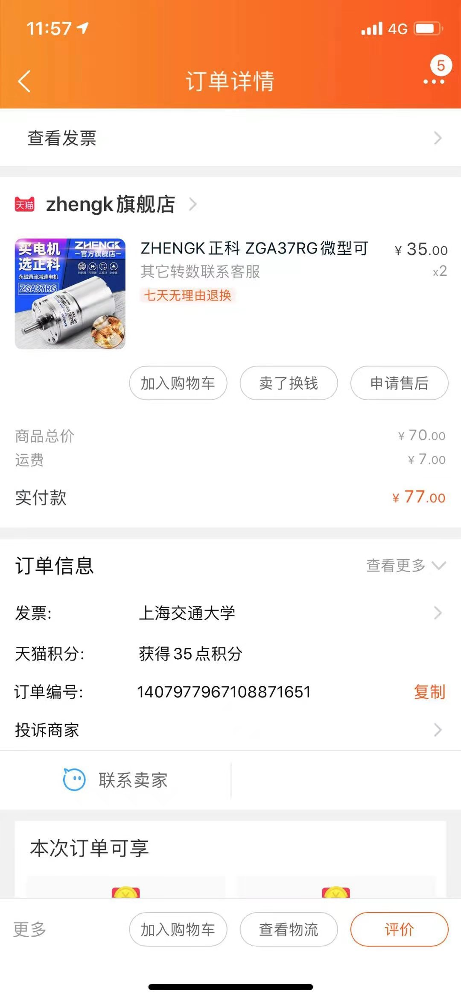 11:57
4G
5
订单详情
查看发票
天猫 zhengk旗舰店
买电机
选正科
永磁直流减速电机
ZGA37RG
ZHENGK
官方旗舰店
ZHENGK正科 ZGA37RG微型可
¥ 35.00
其它转数联系客服
x2
七天无理由退换
加入购物车
卖了换钱
申请售后
商品总价
¥ 70.00
运费
¥ 7.00
实付款
¥ 77.00
订单信息
查看更多
发票:
上海交通大学
天猫积分:
获得35点积分
订单编号:
1407977967108871651
复制
投诉商家
联系卖家
本次订单可享
更多
加入购物车
查看物流
评价